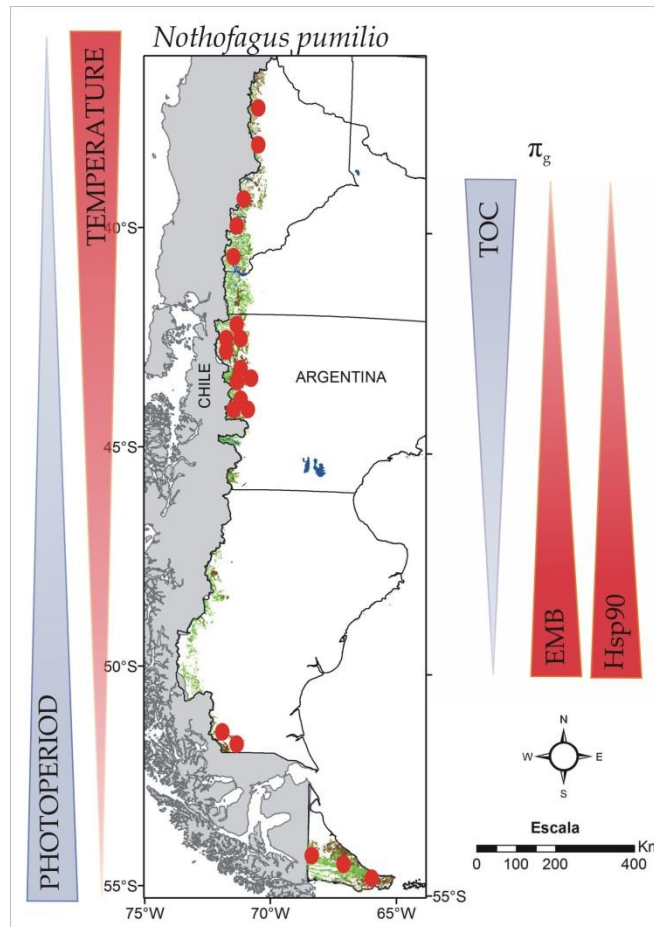 Nothofagus pumilio
TEMPERATURE
PHOTOPERIOD
40°S
45°S
50°S
55°S
75°W
70°W
65°W
55°S
CHILE
ARGENTINA
πg
TOC
EMB
Hsp90
N
W E
S
Escala
0 100 200 400 Km